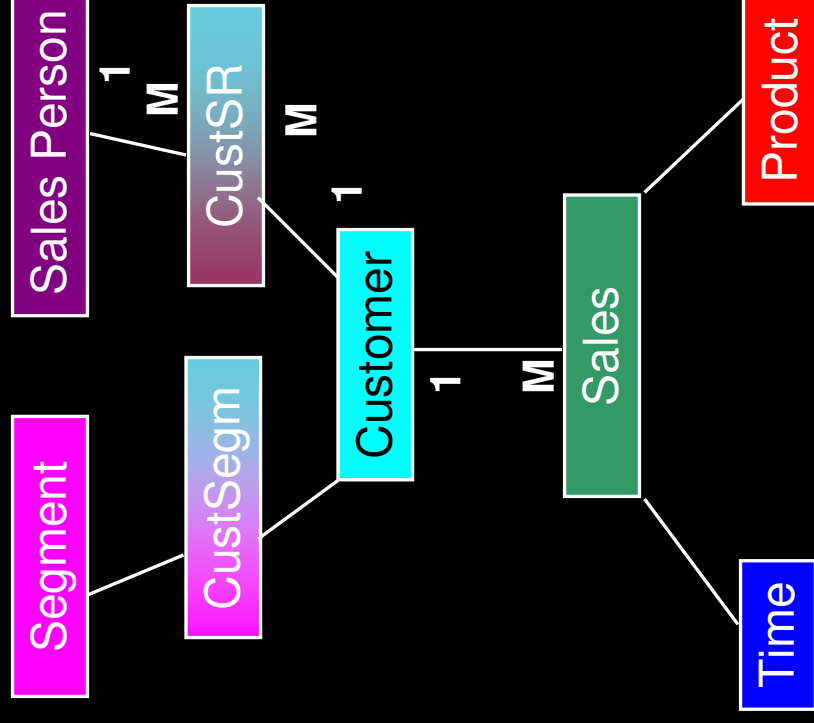 Segment
Sales Person
1
M
CustSegm
CustSR
M
1
Customer
1
M
Sales
Time
Product